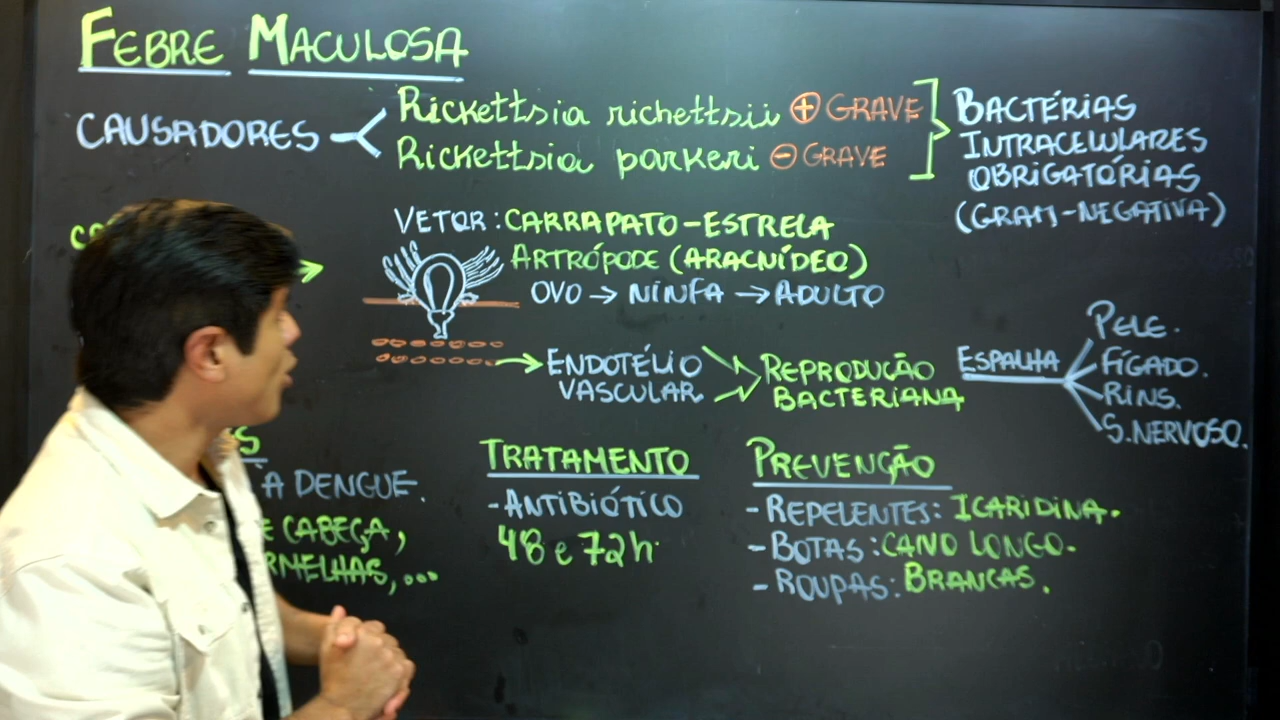 FEBRE MACULOSA
CAUSADORES
Rickettsia richettsii + GRAVE
Rickettsia parkeri - GRAVE
BACTÉRIAS
INTRACELULARES
OBRIGATÓRIAS
(GRAM-NEGATIVA)
VETOR: CARRAPATO-ESTRELA
ARTRÓPODE (ARACNÍDEO)
OVO → NINFA → ADULTO
ENDOTÉLIO
VASCULAR
REPRODUÇÃO
BACTERIANA
ESPALHA
PELE.
FÍGADO.
RINS.
S.NERVOSO.
À DENGUE.
CABEÇA,
TRATAMENTO
-ANTIBIÓTICO
48 e 72h.
PREVENÇÃO
-REPELENTES: ICARIDINA.
-BOTAS: CANO LONGO.
-ROUPAS: BRANCAS.